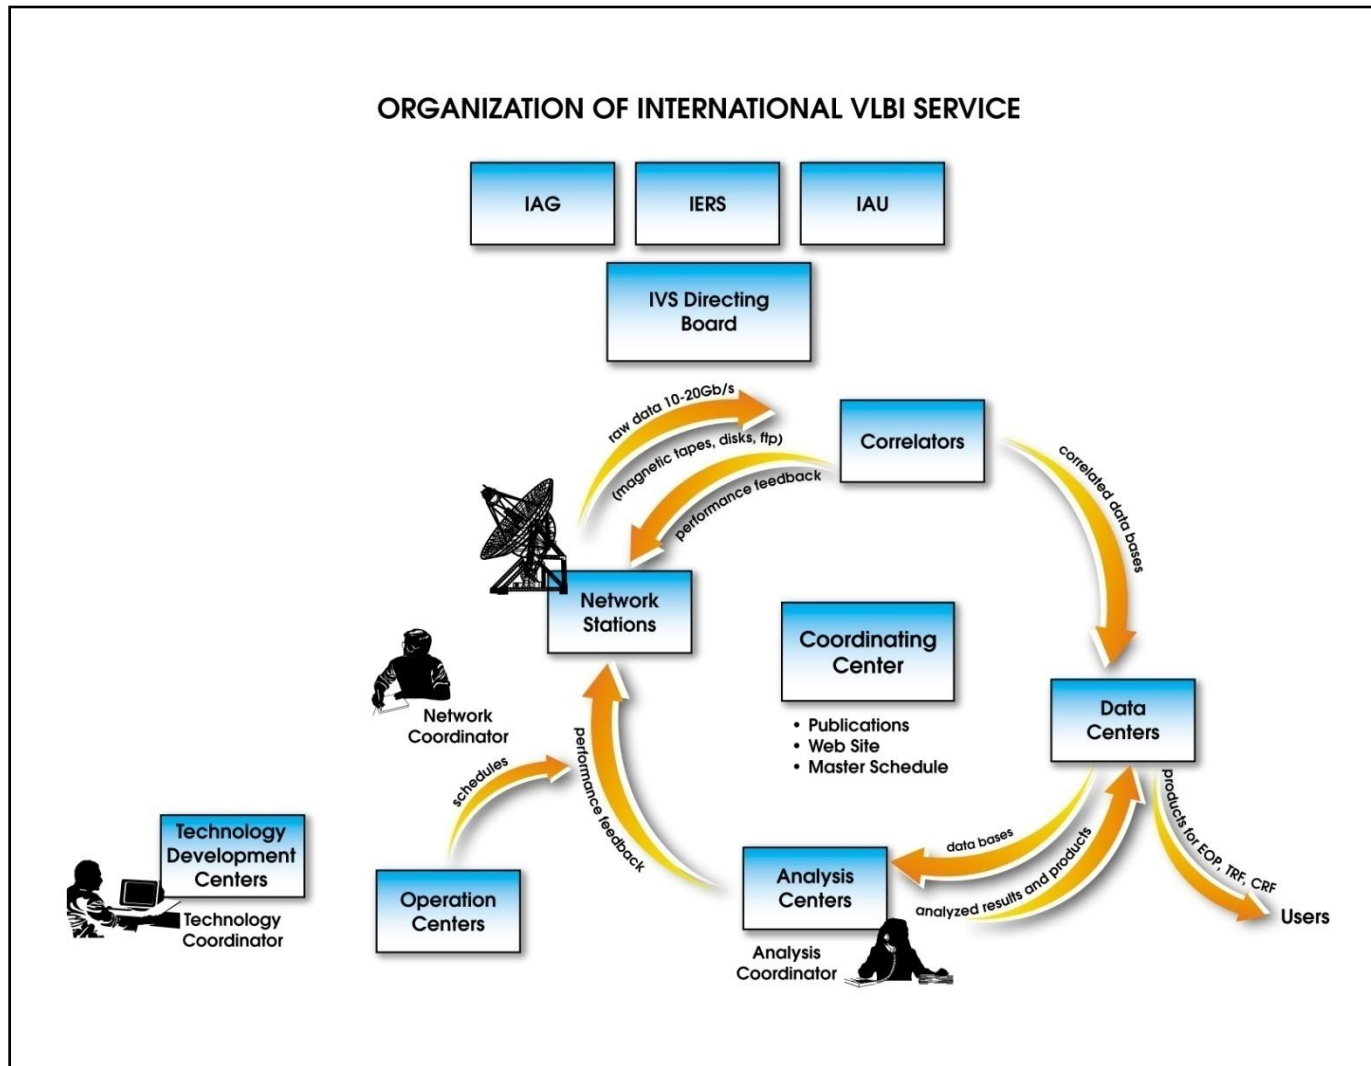 ORGANIZATION OF INTERNATIONAL VLBI SERVICE
IAG
IERS
IAU
IVS Directing
Board
raw data 10-20Gb/s
(magnetic tapes, disks, ftp)
performance feedback
Correlators
correlated data bases
Network
Stations
Coordinating
Center
• Publications
• Web Site
• Master Schedule
Network
Coordinator
Data
Centers
schedules
performance feedback
data bases
analyzed results and products
products for EOP, TRF, CRF
Users
Technology
Development
Centers
Technology
Coordinator
Operation
Centers
Analysis
Centers
Analysis
Coordinator